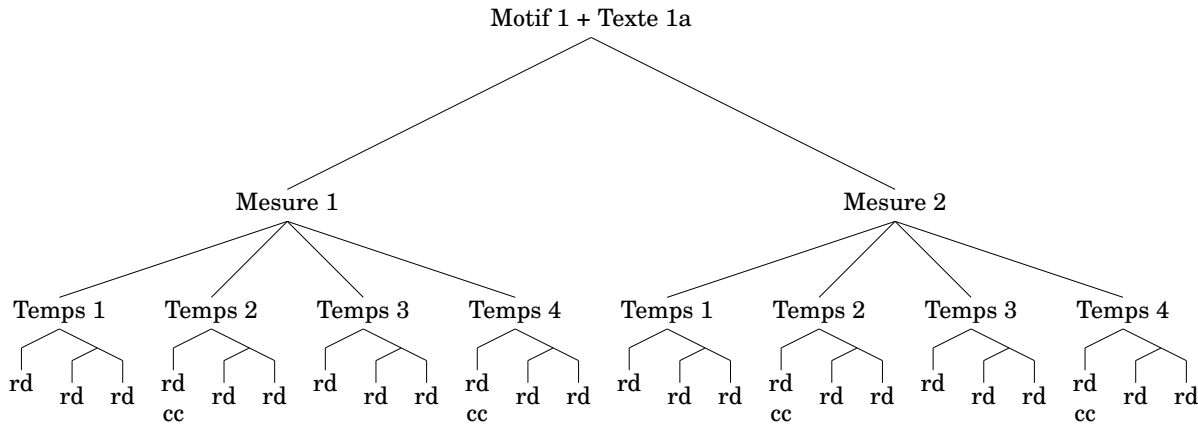 Motif 1 + Texte 1a
Mesure 1 Mesure 2
Temps 1 Temps 2 Temps 3 Temps 4 Temps 1 Temps 2 Temps 3 Temps 4
rd rd rd rd rd rd rd rd rd rd rd rd rd rd rd rd rd rd rd rd rd rd rd rd
cc cc cc cc